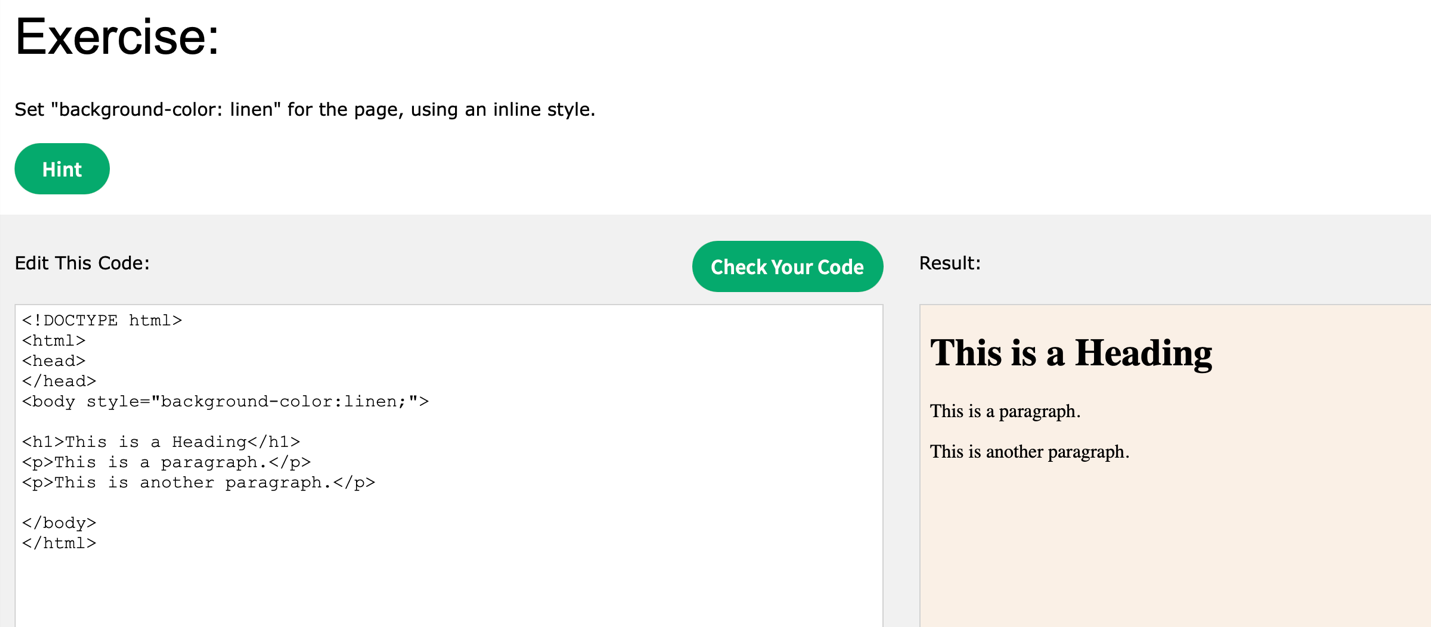 Exercise:
Set "background-color: linen" for the page, using an inline style.
Hint
Edit This Code:
Check Your Code
<!DOCTYPE html>
<html>
<head>
</head>
<body style="background-color:linen;">
<h1>This is a Heading</h1>
<p>This is a paragraph.</p>
<p>This is another paragraph.</p>
</body>
</html>
Result:
This is a Heading
This is a paragraph.
This is another paragraph.